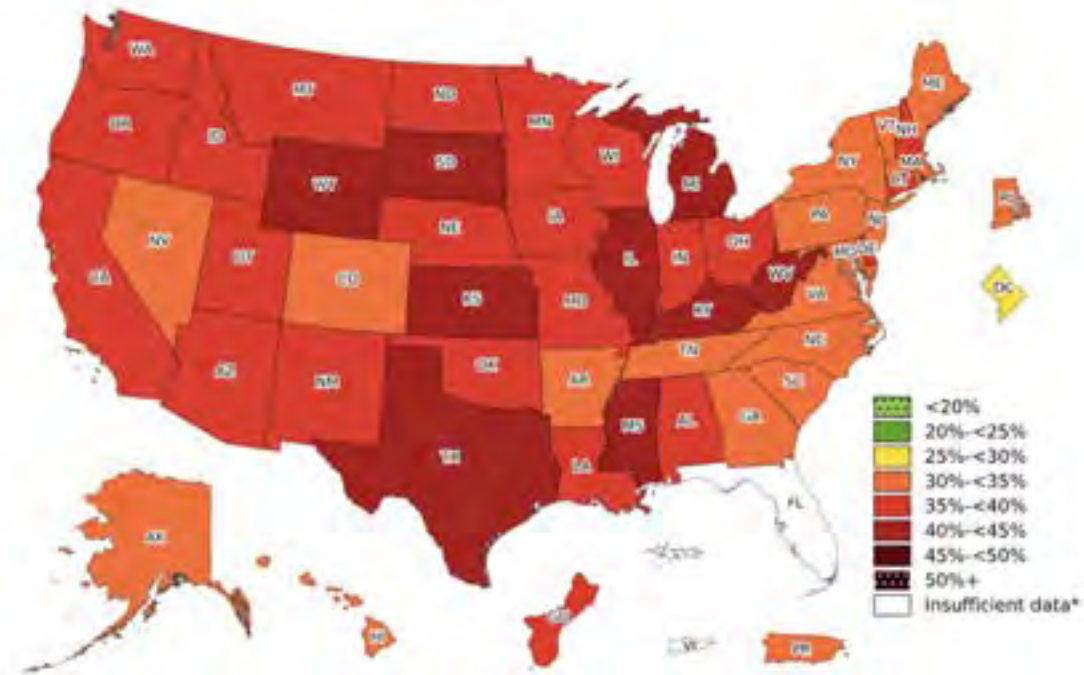 WA
MT
ND
OR
ID
MN
WY
SD
WI
MI
ME
VT
NH
NY
MA
CT
RI
NV
UT
CO
NE
IA
IL
IN
OH
PA
NJ
MD
DE
DC
CA
KS
MO
KY
WV
VA
AZ
NM
OK
AR
TN
NC
SC
TX
LA
MS
AL
GA
FL
AK
HI
GU
VI
PR
<20%
20%-<25%
25%-<30%
30%-<35%
35%-<40%
40%-<45%
45%-<50%
50%+
Insufficient data*